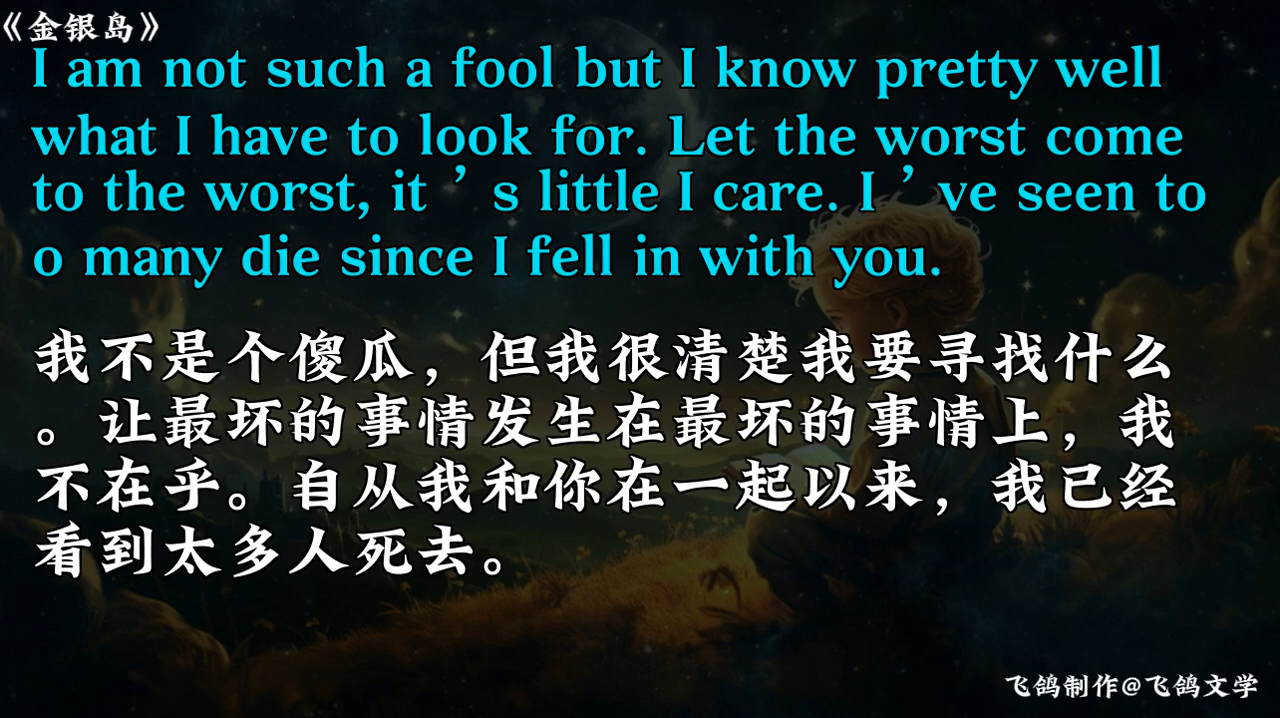 《金银岛》
I am not such a fool but I know pretty well
what I have to look for. Let the worst come
to the worst, it ’ s little I care. I ’ ve seen to
o many die since I fell in with you.
我不是个傻瓜，但我很清楚我要寻找什么
。让最坏的事情发生在最坏的事情上，我
不在乎。自从我和你在一起以来，我已经
看到太多人死去。
飞鸽制作@飞鸽文学